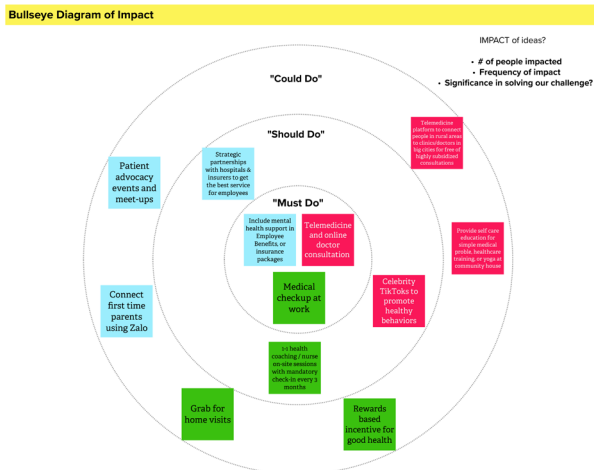 Bullseye Diagram of Impact
IMPACT of ideas?
• # of people impacted
• Frequency of impact
• Significance in solving our challenge?
"Could Do"
Telemedicine
platform to connect
people in rural areas
to clinics/doctors in
big cities for free of
highly subsidized
consultations
"Should Do"
Strategic
partnerships
with hospitals &
insurers to get
the best service
for employees
Patient
advocacy
events and
meet-ups
"Must Do"
Include mental
health support in
Employee
Benefits, or
insurance
packages
Telemedicine
and online
doctor
consultation
Provide self care
education for
simple medical
proble, healthcare
training, or yoga at
community house
Medical
checkup at
work
Celebrity
TikToks to
promote
healthy
behaviors
Connect
first time
parents
using Zalo
1:1 health
coaching / nurse
on-site sessions
with mandatory
check-in every 3
months
Grab for
home visits
Rewards
based
incentive for
good health